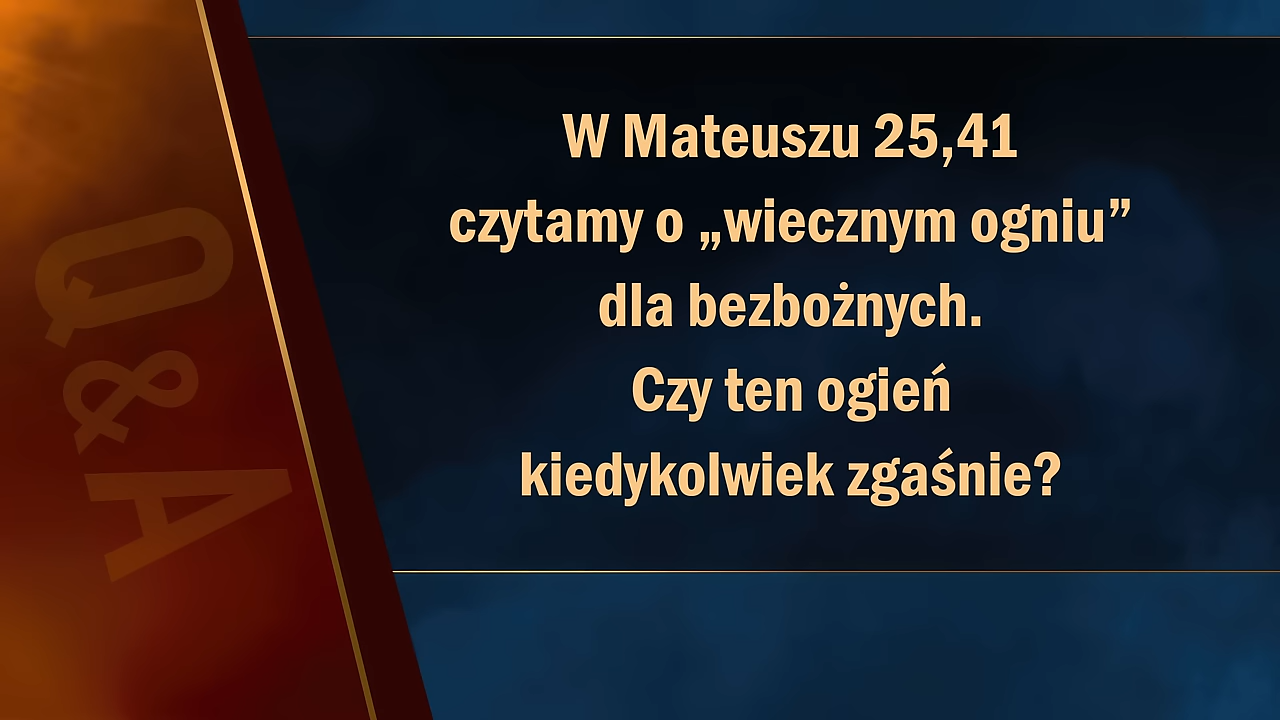 Q & A
W Mateuszu 25,41
czytamy o „wiecznym ogniu”
dla bezbożnych.
Czy ten ogień
kiedykolwiek zgaśnie?